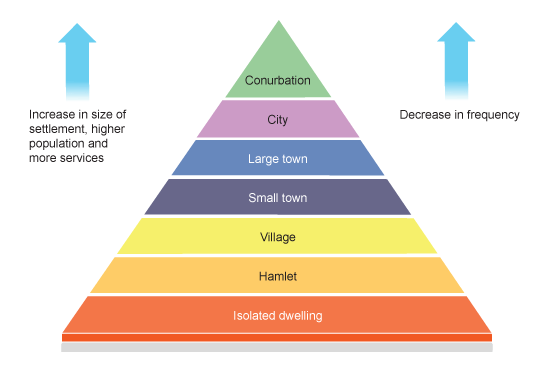 Conurbation
Increase in size of
settlement, higher
population and
more services
Decrease in frequency
City
Large town
Small town
Village
Hamlet
Isolated dwelling